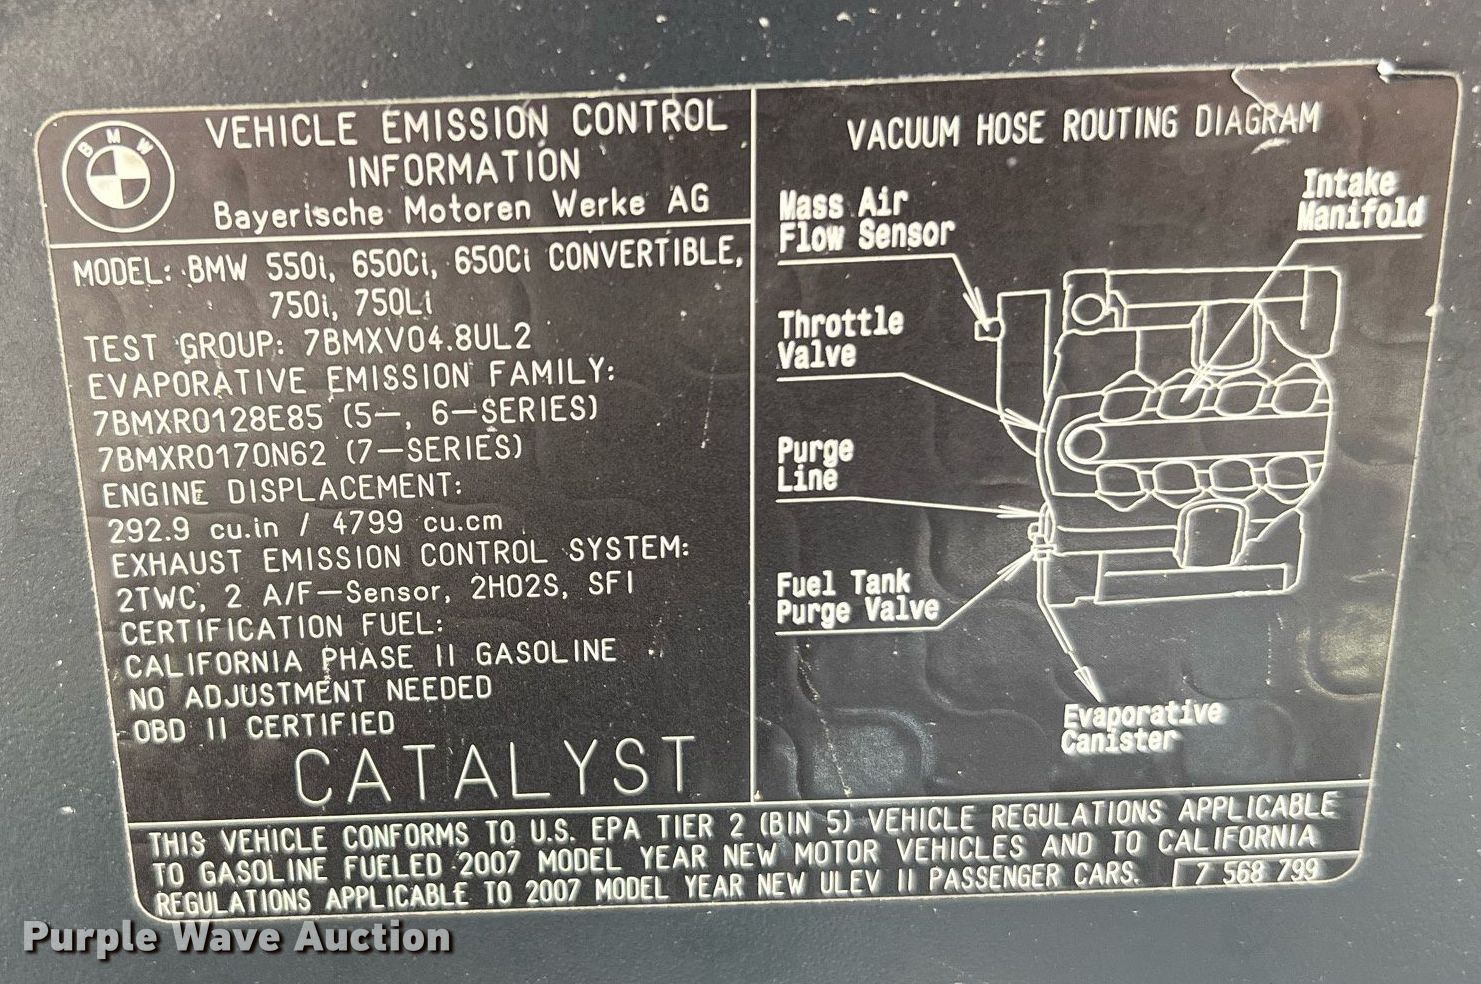 BMW
VEHICLE EMISSION CONTROL
INFORMATION
Bayerische Motoren Werke AG
MODEL: BMW 550i, 650Ci, 650Ci CONVERTIBLE,
750i, 750Li
TEST GROUP: 7BMXV04.8UL2
EVAPORATIVE EMISSION FAMILY:
7BMXR0128E85 (5-, 6-SERIES)
7BMXR0170N62 (7-SERIES)
ENGINE DISPLACEMENT:
292.9 cu.in / 4799 cu.cm
EXHAUST EMISSION CONTROL SYSTEM:
2TWC, 2 A/F-Sensor, 2HO2S, SFI
CERTIFICATION FUEL:
CALIFORNIA PHASE II GASOLINE
NO ADJUSTMENT NEEDED
OBD II CERTIFIED
CATALYST
VACUUM HOSE ROUTING DIAGRAM
Mass Air
Flow Sensor
Intake
Manifold
Throttle
Valve
Purge
Line
Fuel Tank
Purge Valve
Evaporative
Canister
THIS VEHICLE CONFORMS TO U.S. EPA TIER 2 (BIN 5) VEHICLE REGULATIONS APPLICABLE
TO GASOLINE FUELED 2007 MODEL YEAR NEW MOTOR VEHICLES AND TO CALIFORNIA
REGULATIONS APPLICABLE TO 2007 MODEL YEAR NEW ULEV II PASSENGER CARS.
7 568 799
Purple Wave Auction